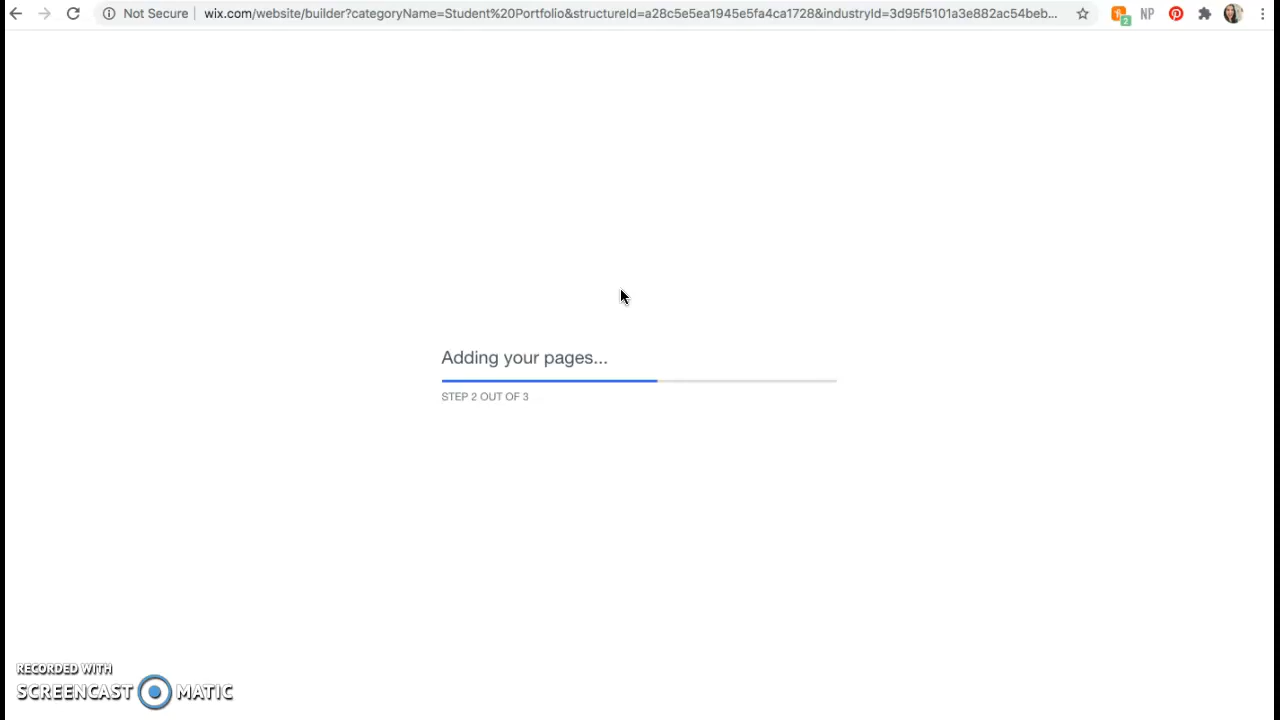 Not Secure
wix.com/website/builder?categoryName=Student%20Portfolio&structureId=a28c5e5ea1945e5fa4ca1728&industryId=3d95f5101a3e882ac54beb...
2
NP
Adding your pages...
STEP 2 OUT OF 3
RECORDED WITH
SCREENCAST MATIC